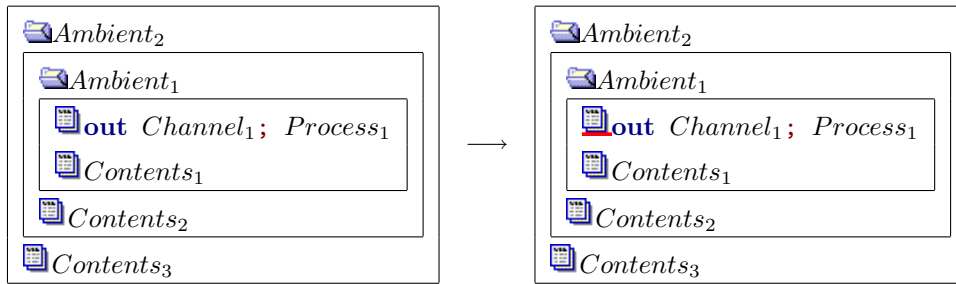 Ambient₂
Ambient₁
out Channel₁; Process₁
Contents₁
Contents₂
Contents₃
⟶
Ambient₂
Ambient₁
out Channel₁; Process₁
Contents₁
Contents₂
Contents₃